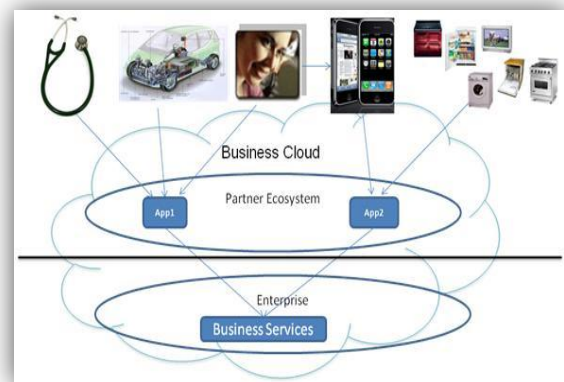 Business Cloud
Partner Ecosystem
App1
App2
Enterprise
Business Services